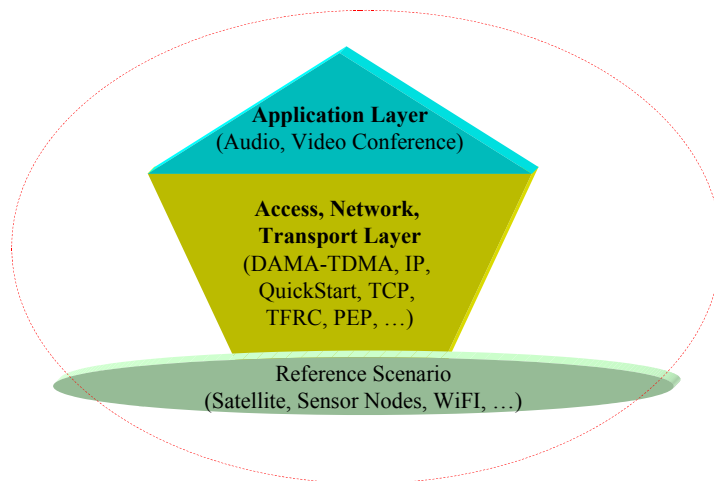 Application Layer
(Audio, Video Conference)
Access, Network,
Transport Layer
(DAMA-TDMA, IP,
QuickStart, TCP,
TFRC, PEP, …)
Reference Scenario
(Satellite, Sensor Nodes, WiFI, …)